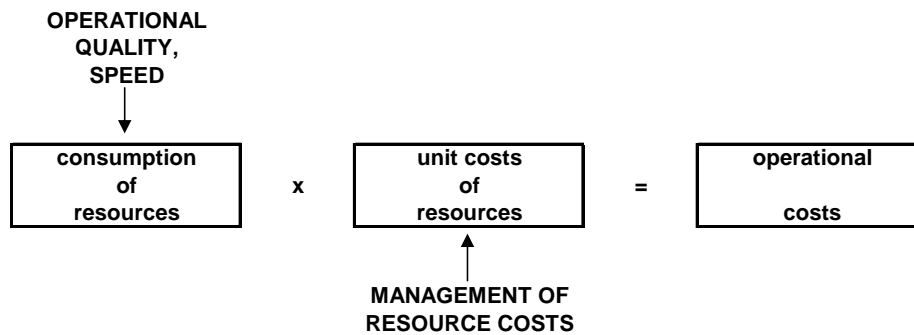 OPERATIONAL
QUALITY,
SPEED
consumption
of
resources
x
unit costs
of
resources
=
operational
costs
MANAGEMENT OF
RESOURCE COSTS